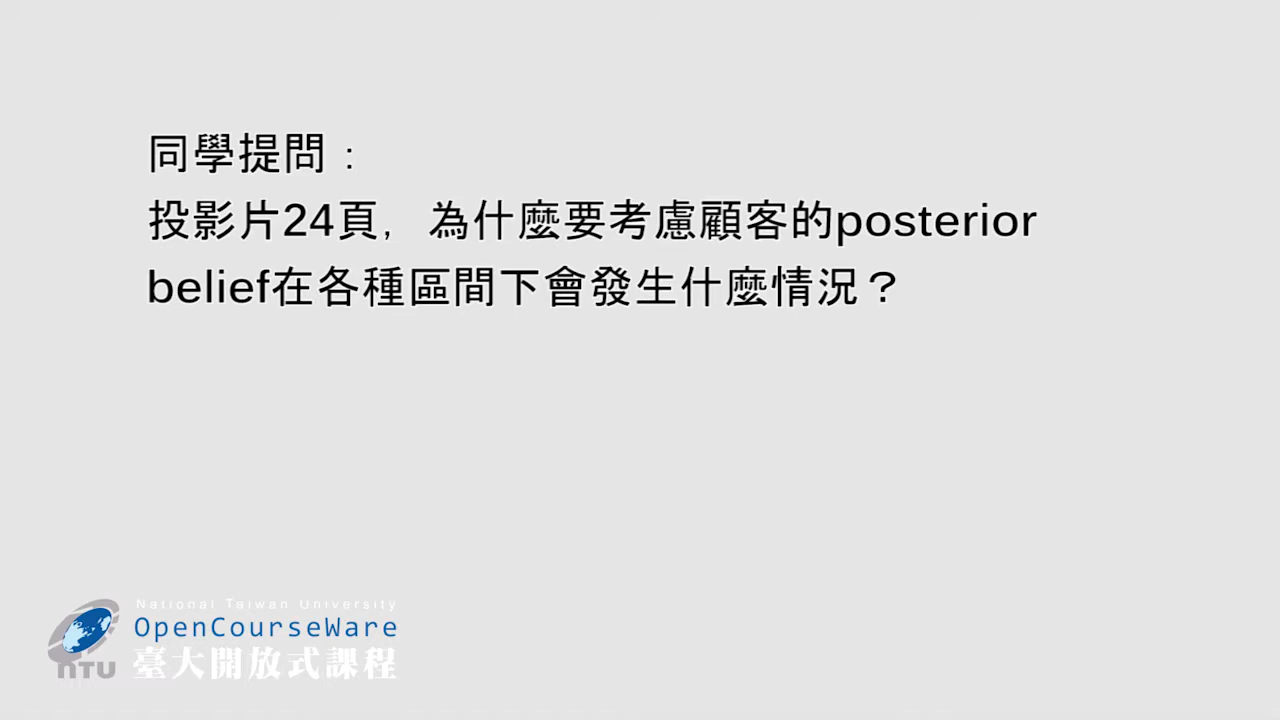 同學提問：
投影片24頁，為什麼要考慮顧客的posterior
belief在各種區間下會發生什麼情況？
National Taiwan University
OpenCourseWare
NTU
臺大開放式課程